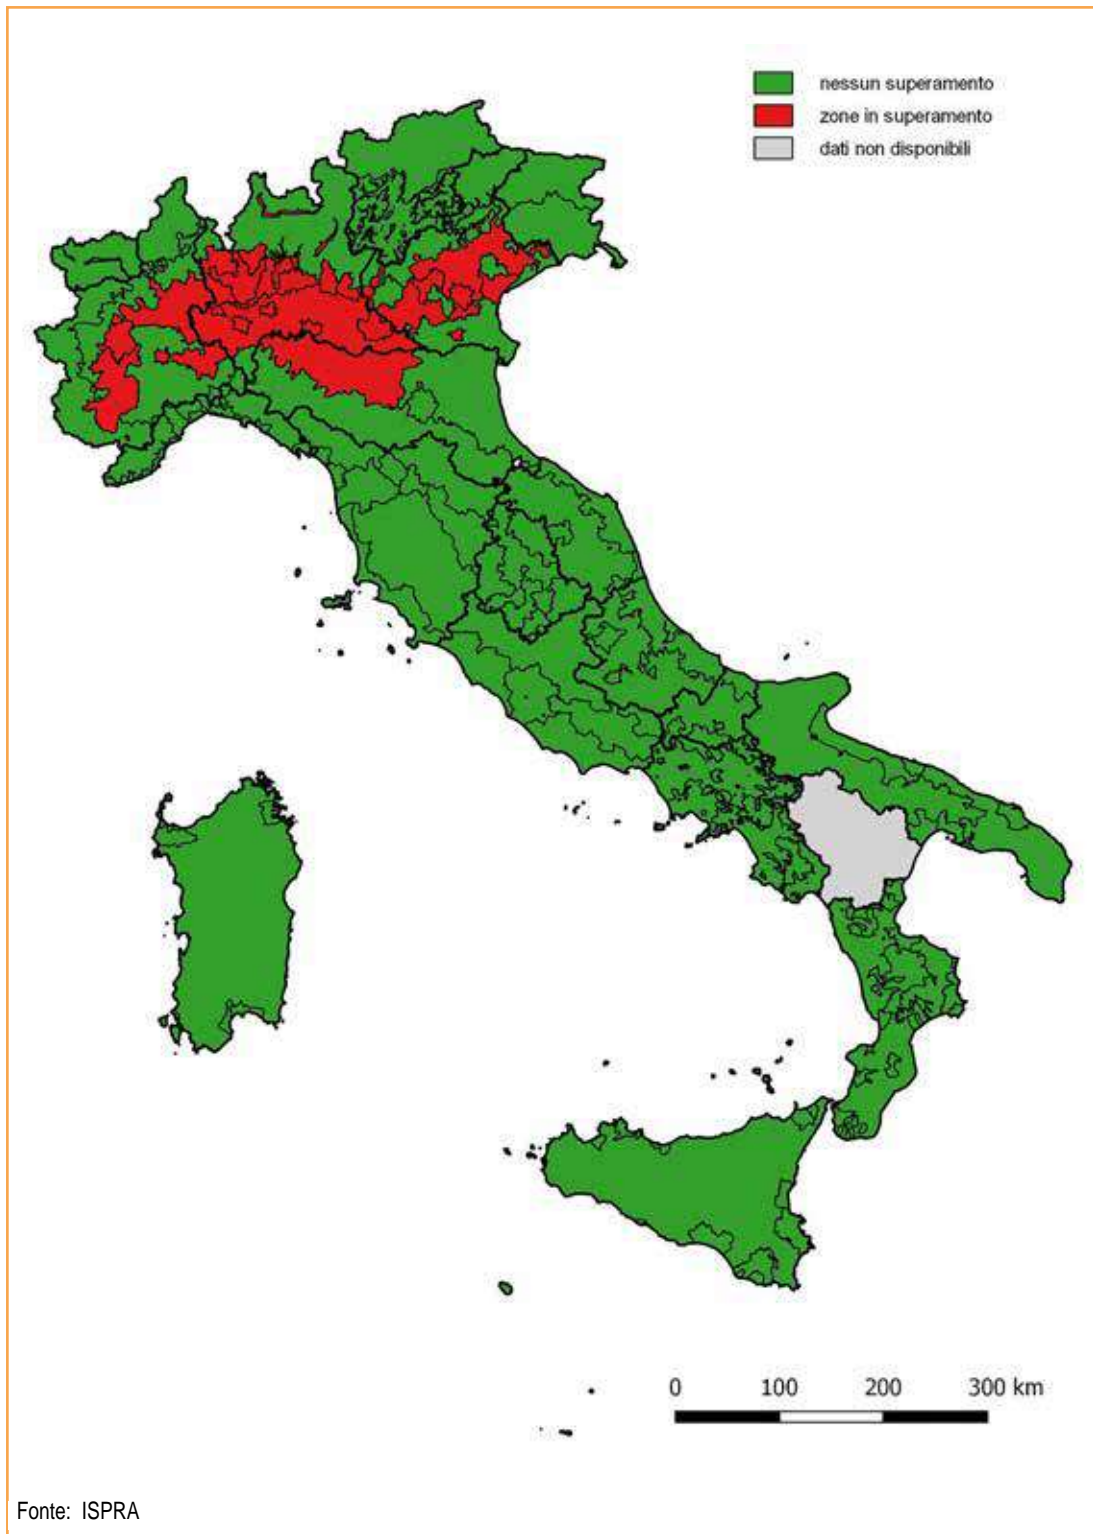 nessun superamento
zone in superamento
dati non disponibili
0 100 200 300 km
Fonte: ISPRA